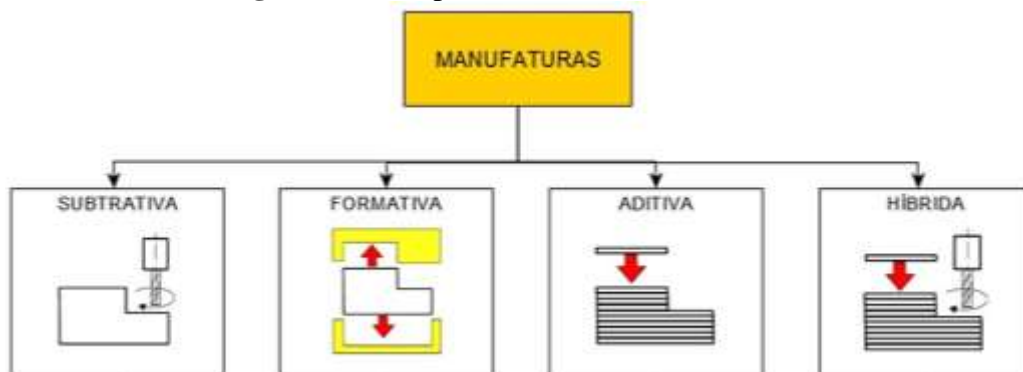 MANUFATURAS
SUBTRATIVA
FORMATIVA
ADITIVA
HÍBRIDA